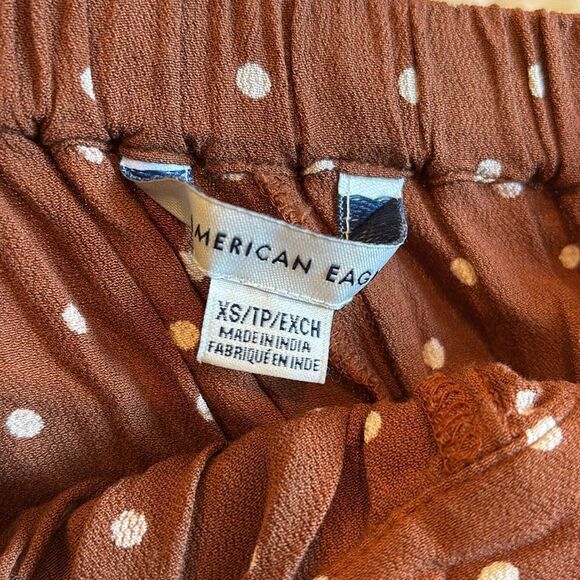 MERICAN EAG
XS/TP/EXCH
MADE IN INDIA
FABRIQUÉ EN INDE